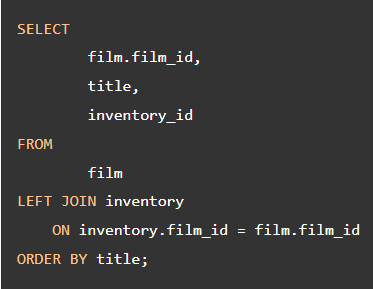 SELECT
film.film_id,
title,
inventory_id
FROM
film
LEFT JOIN inventory
ON inventory.film_id = film.film_id
ORDER BY title;